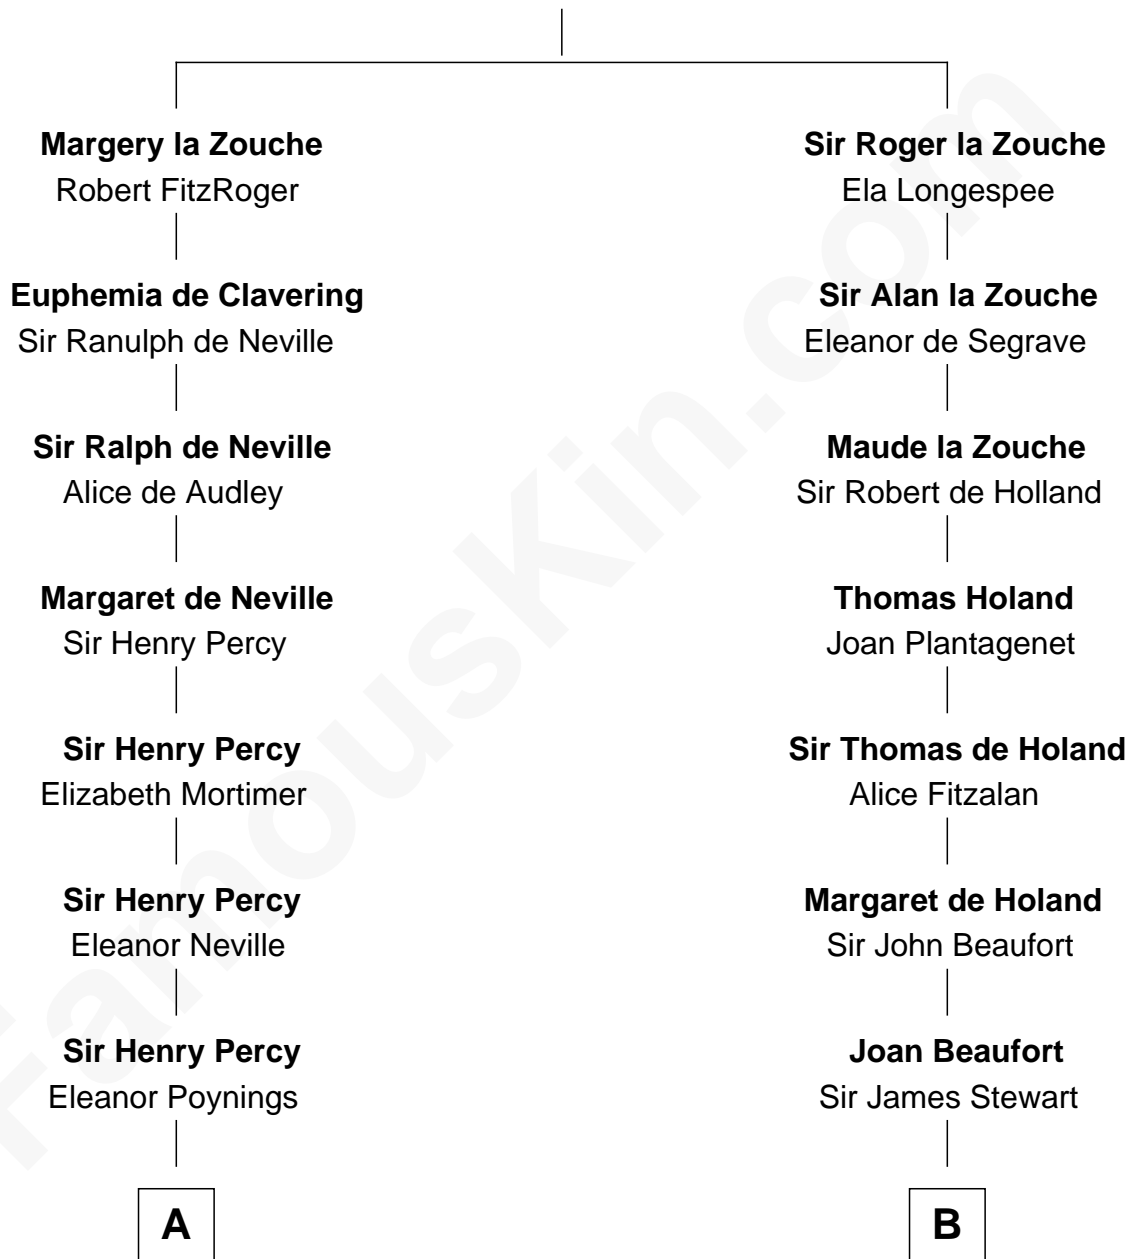 Margery la Zouche
Robert FitzRoger
Euphemia de Clavering
Sir Ranulph de Neville
Sir Ralph de Neville
Alice de Audley
Margaret de Neville
Sir Henry Percy
Sir Henry Percy
Elizabeth Mortimer
Sir Henry Percy
Eleanor Neville
Sir Henry Percy
Eleanor Poynings
A
Sir Roger la Zouche
Ela Longespee
Sir Alan la Zouche
Eleanor de Segrave
Maude la Zouche
Sir Robert de Holland
Thomas Holand
Joan Plantagenet
Sir Thomas de Holand
Alice Fitzalan
Margaret de Holand
Sir John Beaufort
Joan Beaufort
Sir James Stewart
B
FamousKin.com